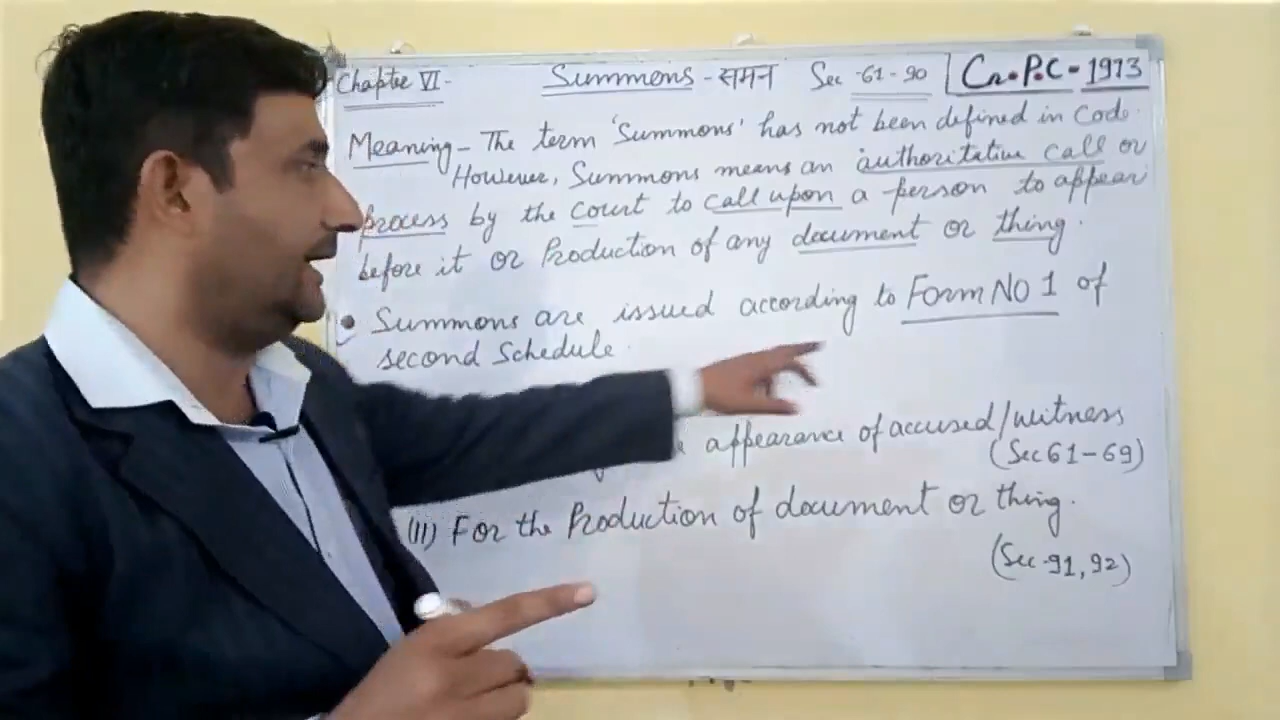 Chapter VI - Summons - समन Sec - 61 - 90 Cr.P.C - 1973
Meaning - The term 'Summons' has not been defined in Code.
However, Summons means an authoritative call or
process by the Court to call upon a person to appear
before it or Production of any document or thing.
• Summons are issued according to Form NO 1 of
second Schedule.
appearance of accused/witness
(Sec 61-69)
(II) For the Production of document or thing.
(Sec-91, 92)